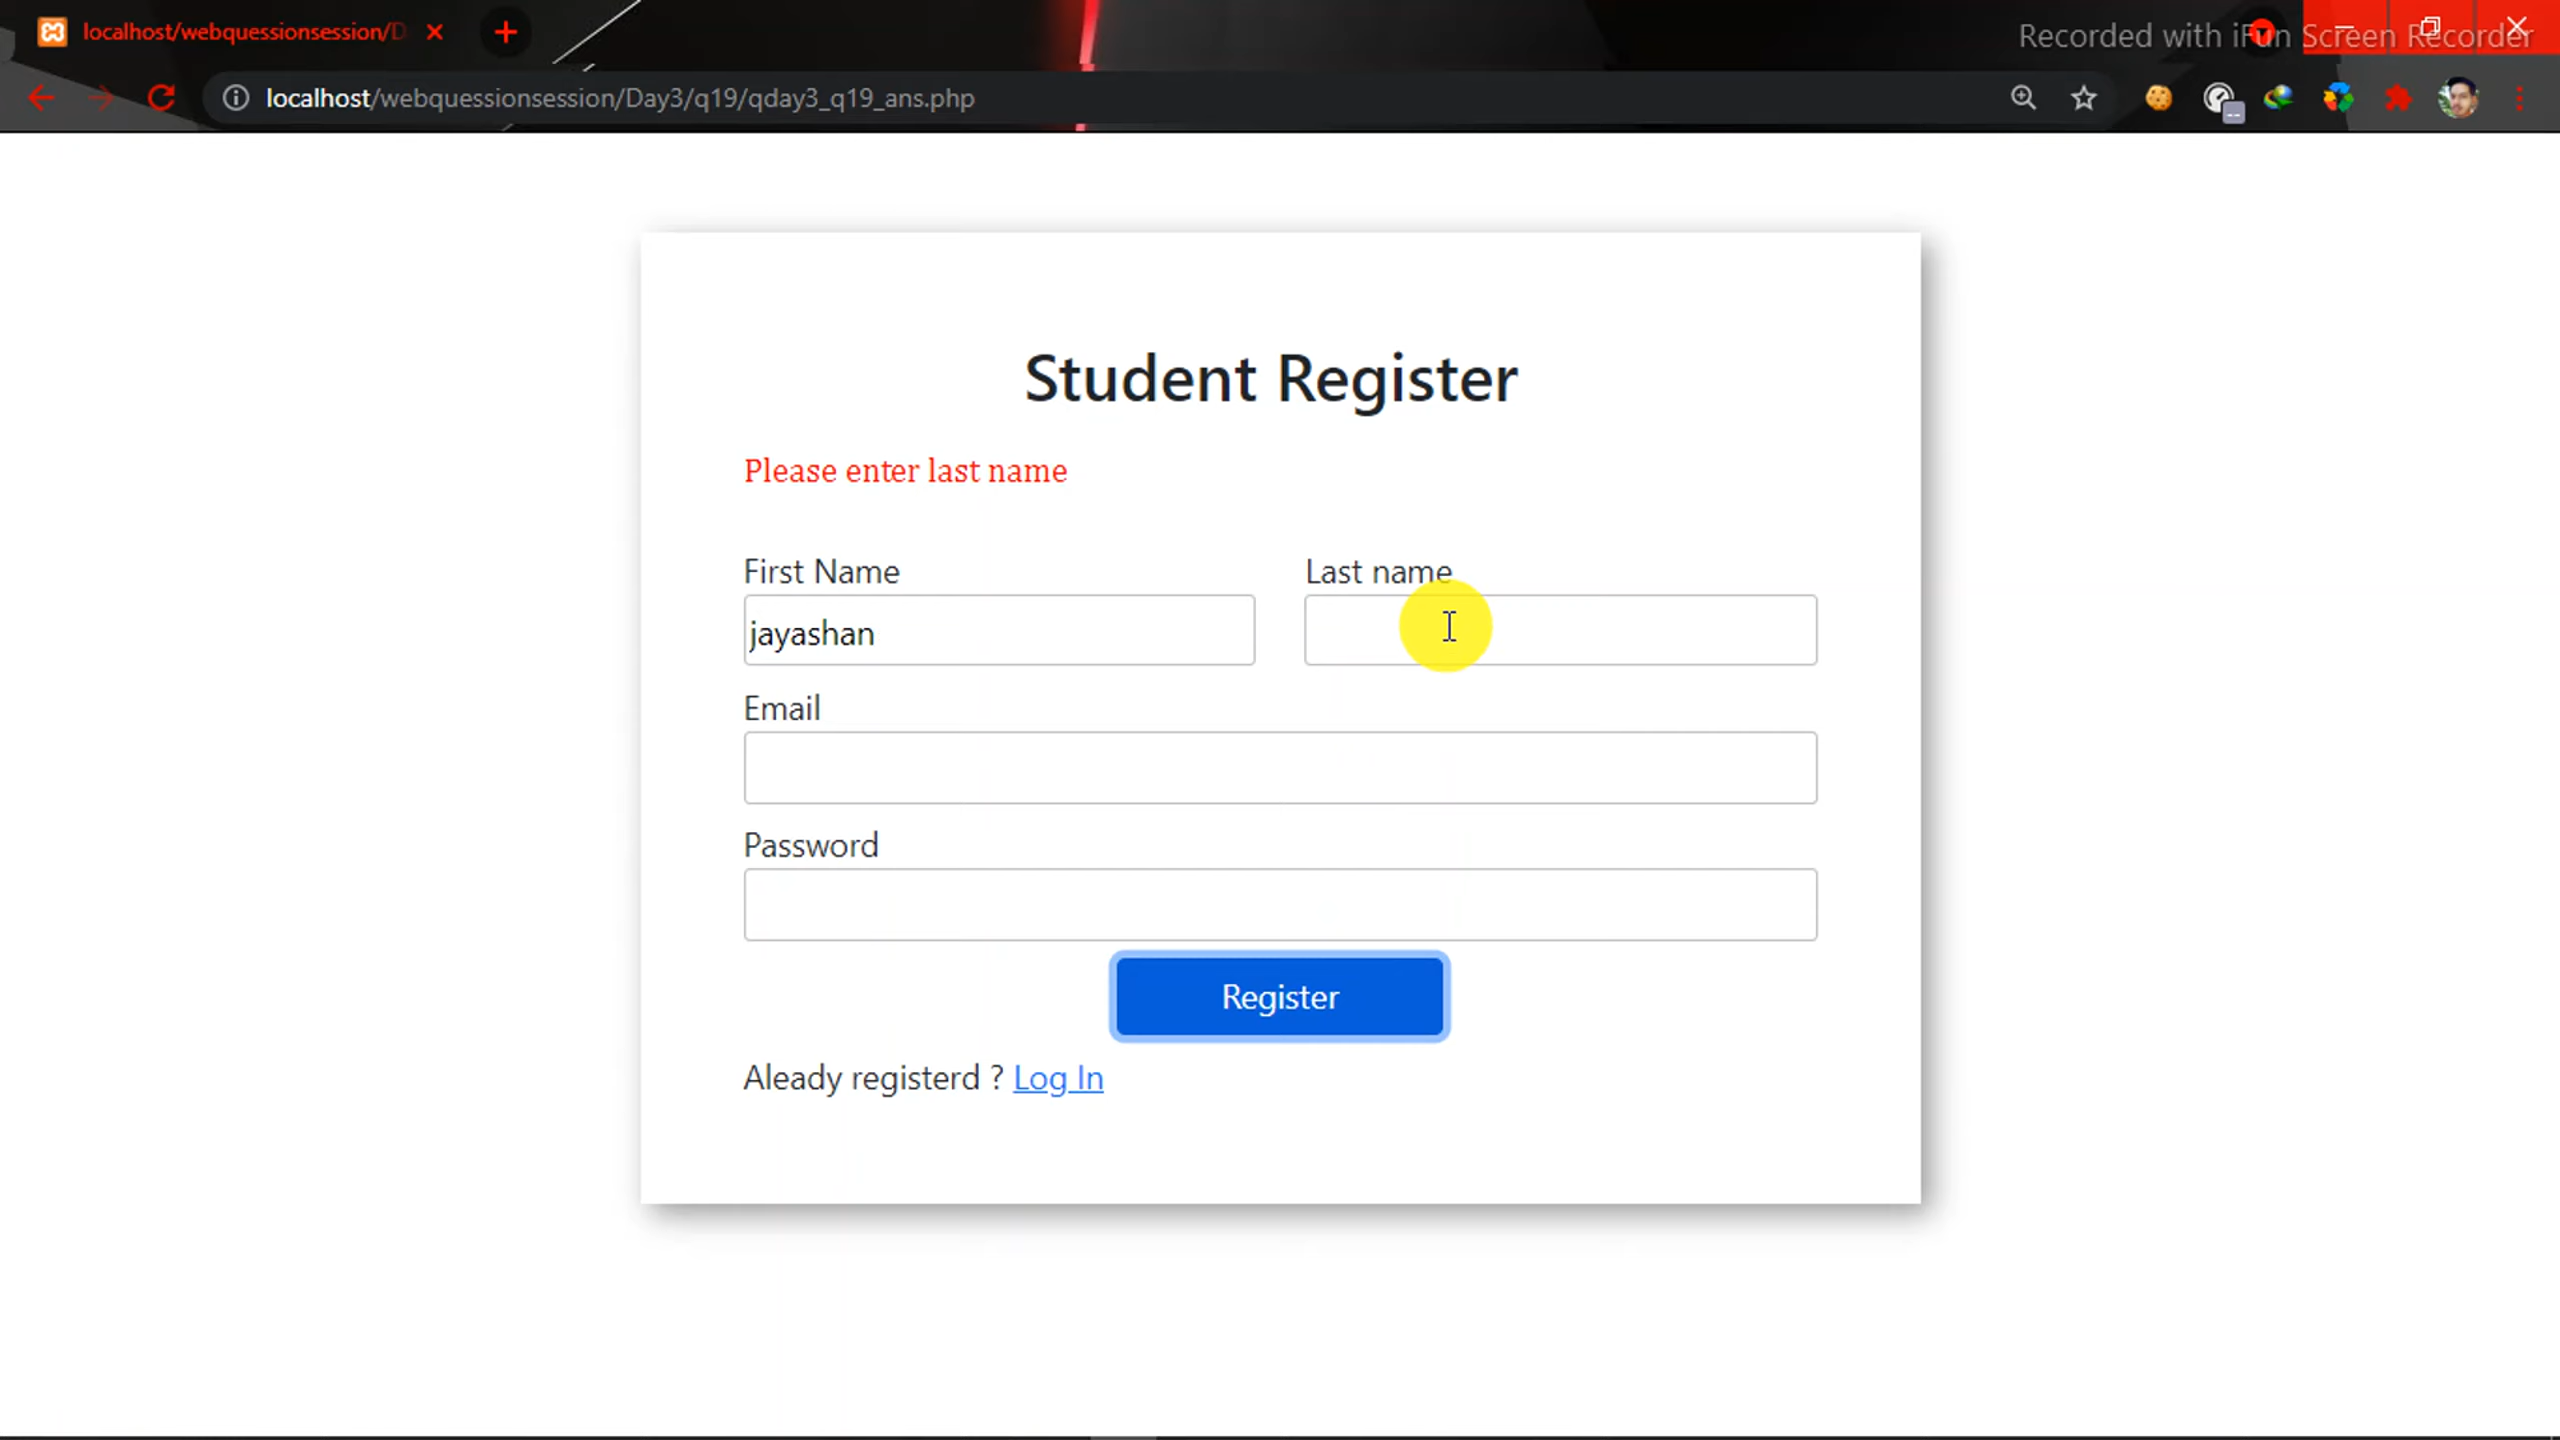 localhost/webquessionsession/D
Recorded with iFun Screen Recorder
localhost/webquessionsession/Day3/q19/qday3_q19_ans.php
Student Register
Please enter last name
First Name
Last name
jayashan
Email
Password
Register
Aleady registerd ? Log In